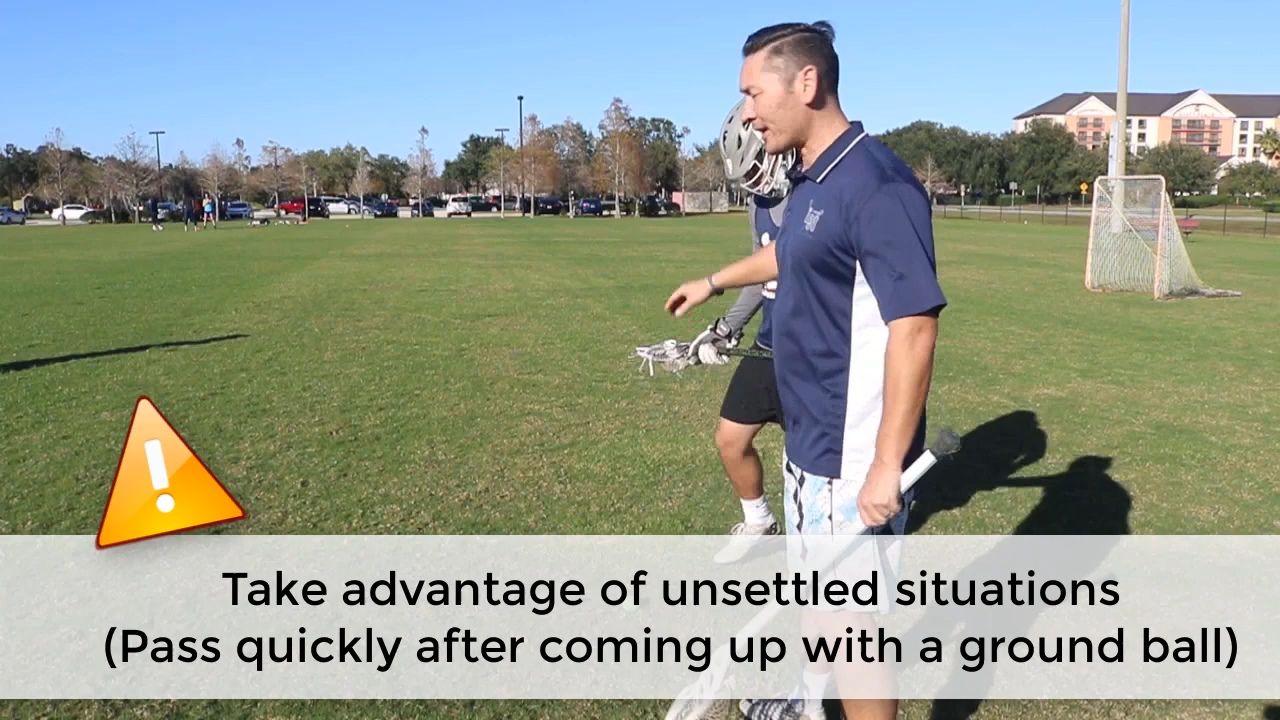 Take advantage of unsettled situations
(Pass quickly after coming up with a ground ball)